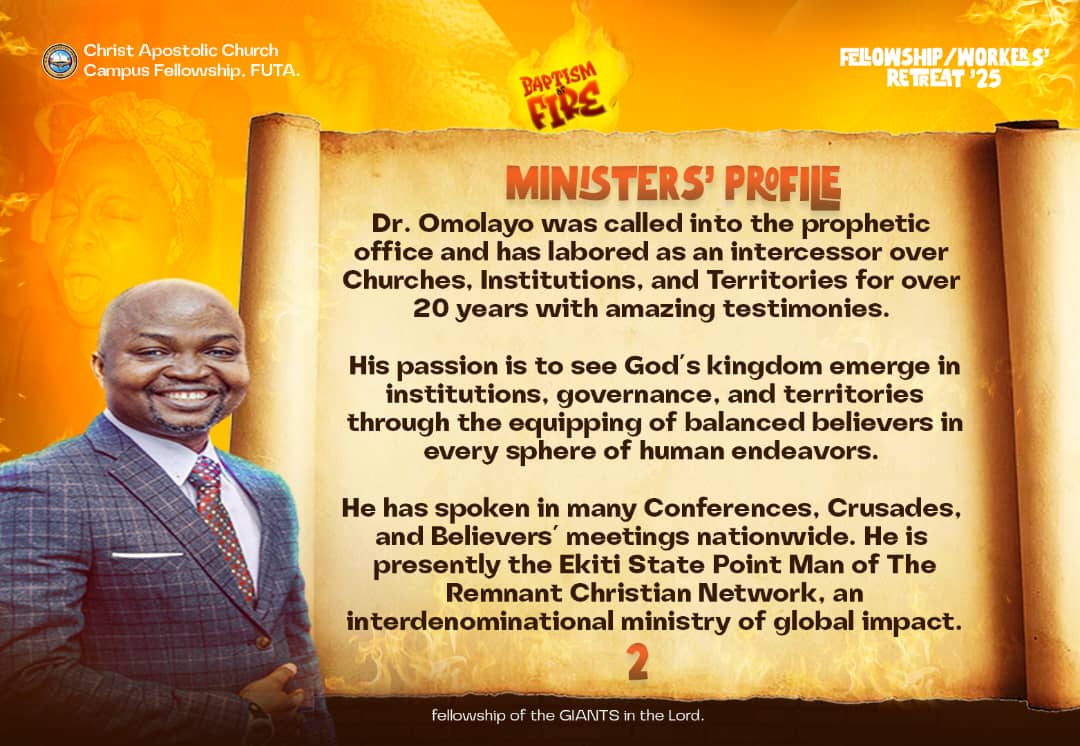 Christ Apostolic Church
Campus Fellowship, FUTA.
BAPTISM
OF
FIRE
FELLOWSHIP/WORKERS'
RETREAT '25
MINISTERS' PROFILE
Dr. Omolayo was called into the prophetic
office and has labored as an intercessor over
Churches, Institutions, and Territories for over
20 years with amazing testimonies.
His passion is to see God's kingdom emerge in
institutions, governance, and territories
through the equipping of balanced believers in
every sphere of human endeavors.
He has spoken in many Conferences, Crusades,
and Believers' meetings nationwide. He is
presently the Ekiti State Point Man of The
Remnant Christian Network, an
interdenominational ministry of global impact.
2
fellowship of the GIANTS in the Lord.